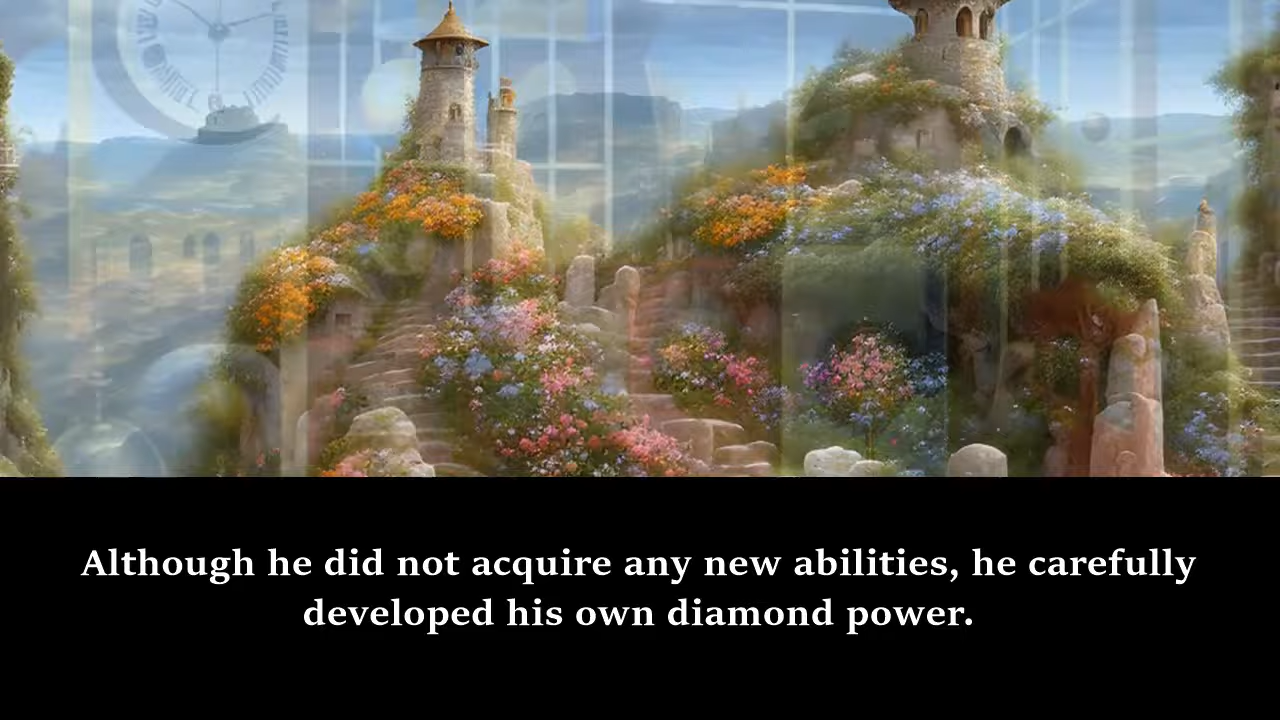 Although he did not acquire any new abilities, he carefully
developed his own diamond power.